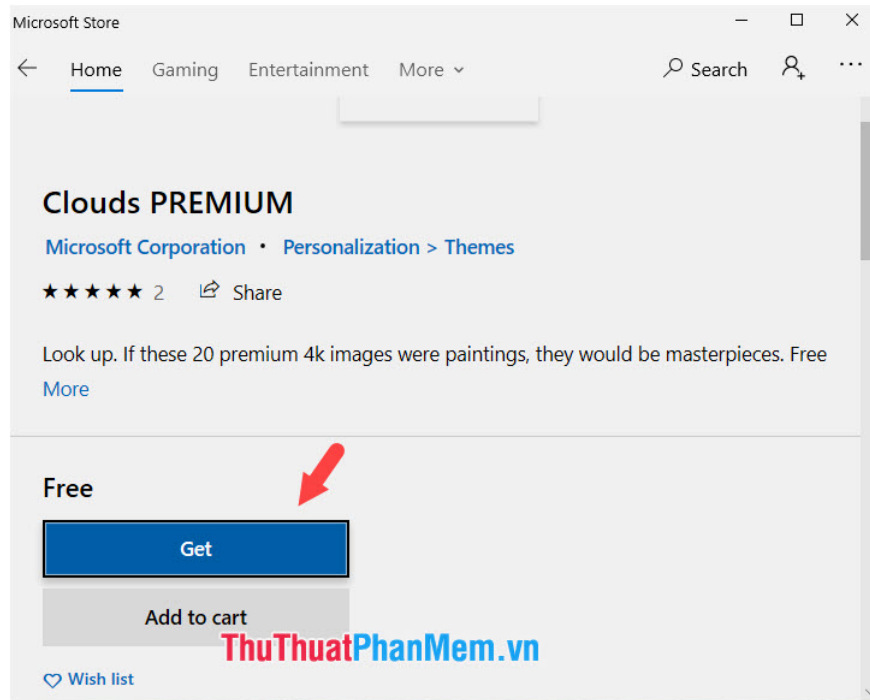 Microsoft Store
Home Gaming Entertainment More Search
Clouds PREMIUM
Microsoft Corporation • Personalization > Themes
★★★★★ 2 Share
Look up. If these 20 premium 4k images were paintings, they would be masterpieces. Free
More
Free
Get
Add to cart
ThuThuatPhanMem.vn
Wish list